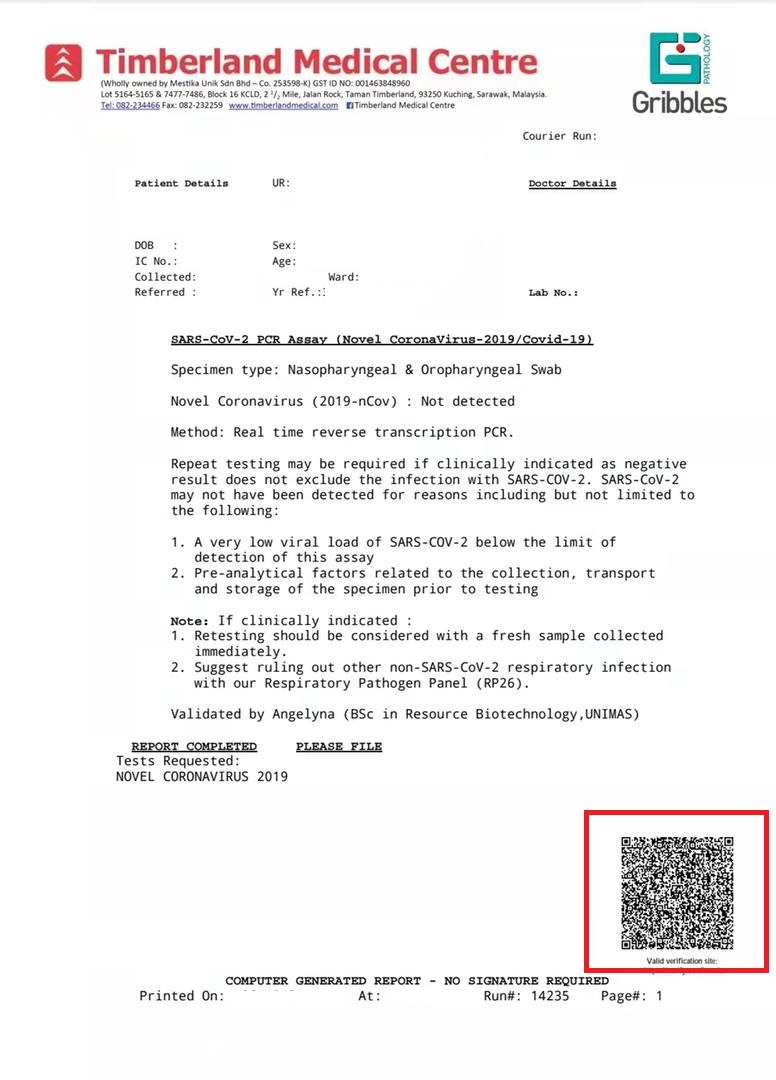 Timberland Medical Centre
(Wholly owned by Mestika Unik Sdn Bhd – Co. 253598-K) GST ID NO: 001463848960
Lot 5164-5165 & 7477-7486, Block 16 KCLD, 2 1/2 Mile, Jalan Rock, Taman Timberland, 93250 Kuching, Sarawak, Malaysia.
Tel: 082-234466 Fax: 082-232259 www.timberlandmedical.com Timberland Medical Centre
PATHOLOGY
Gribbles
Courier Run:
Patient Details UR: Doctor Details
DOB : Sex:
IC No.: Age:
Collected: Ward:
Referred : Yr Ref.: Lab No.:
SARS-CoV-2 PCR Assay (Novel CoronaVirus-2019/Covid-19)
Specimen type: Nasopharyngeal & Oropharyngeal Swab
Novel Coronavirus (2019-nCov) : Not detected
Method: Real time reverse transcription PCR.
Repeat testing may be required if clinically indicated as negative
result does not exclude the infection with SARS-COV-2. SARS-CoV-2
may not have been detected for reasons including but not limited to
the following:
1. A very low viral load of SARS-COV-2 below the limit of
detection of this assay
2. Pre-analytical factors related to the collection, transport
and storage of the specimen prior to testing
Note: If clinically indicated :
1. Retesting should be considered with a fresh sample collected
immediately.
2. Suggest ruling out other non-SARS-CoV-2 respiratory infection
with our Respiratory Pathogen Panel (RP26).
Validated by Angelyna (BSc in Resource Biotechnology,UNIMAS)
REPORT COMPLETED PLEASE FILE
Tests Requested:
NOVEL CORONAVIRUS 2019
Valid verification site:
COMPUTER GENERATED REPORT - NO SIGNATURE REQUIRED
Printed On: At: Run#: 14235 Page#: 1